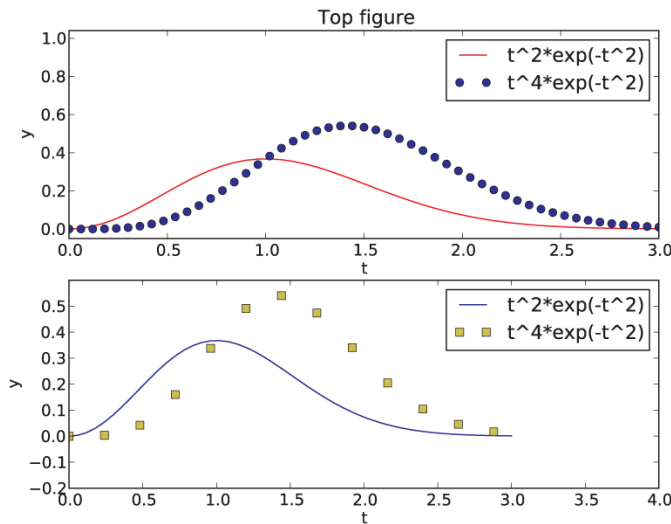 Top figure
1.0
0.8
0.6
0.4
0.2
0.0
y
t^2*exp(-t^2)
t^4*exp(-t^2)
0.0 0.5 1.0 1.5 2.0 2.5 3.0
t
0.5
0.4
0.3
0.2
0.1
0.0
−0.1
−0.2
y
t^2*exp(-t^2)
t^4*exp(-t^2)
0.0 0.5 1.0 1.5 2.0 2.5 3.0 3.5 4.0
t